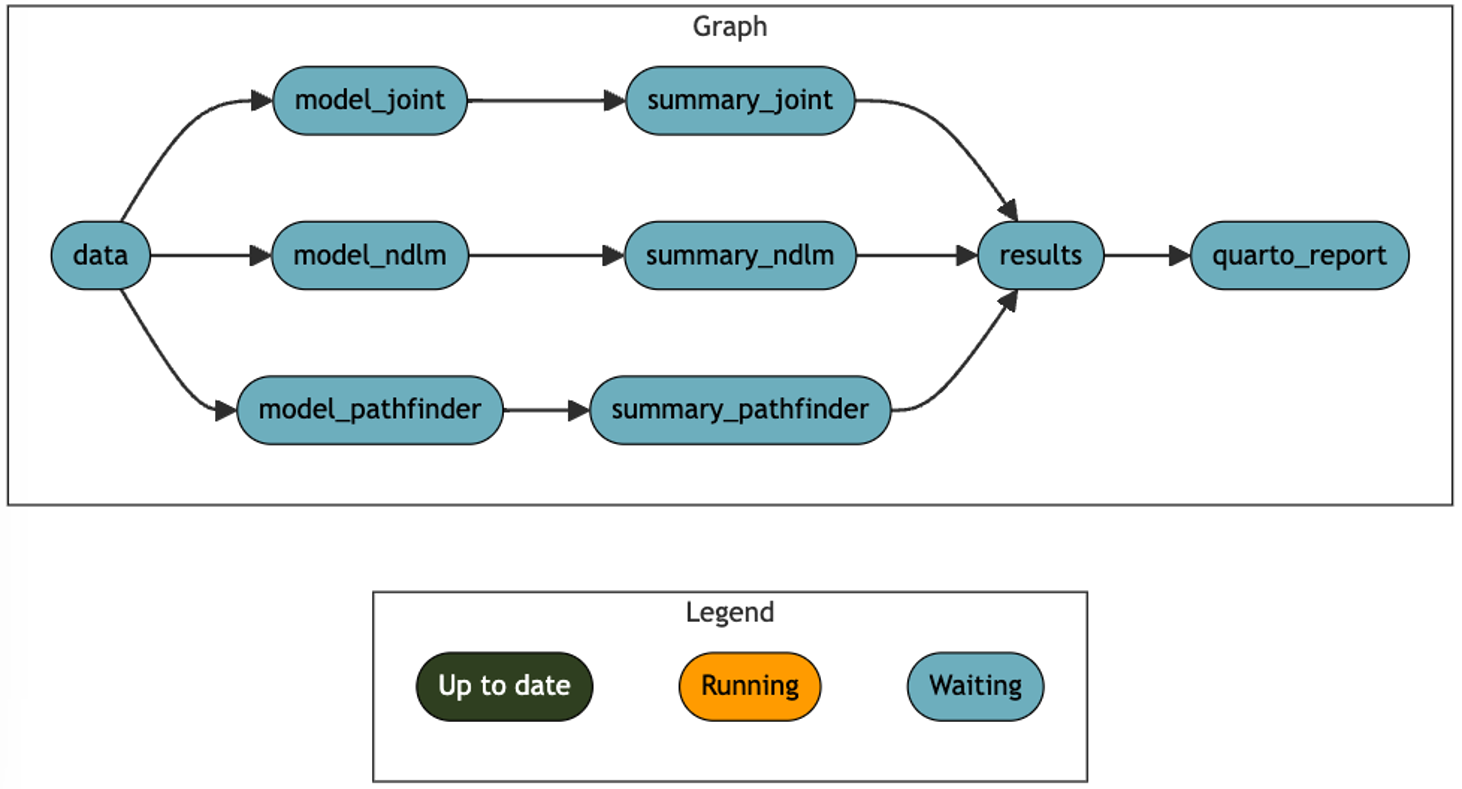 Graph
model_joint
summary_joint
data
model_ndlm
summary_ndlm
results
quarto_report
model_pathfinder
summary_pathfinder
Legend
Up to date
Running
Waiting